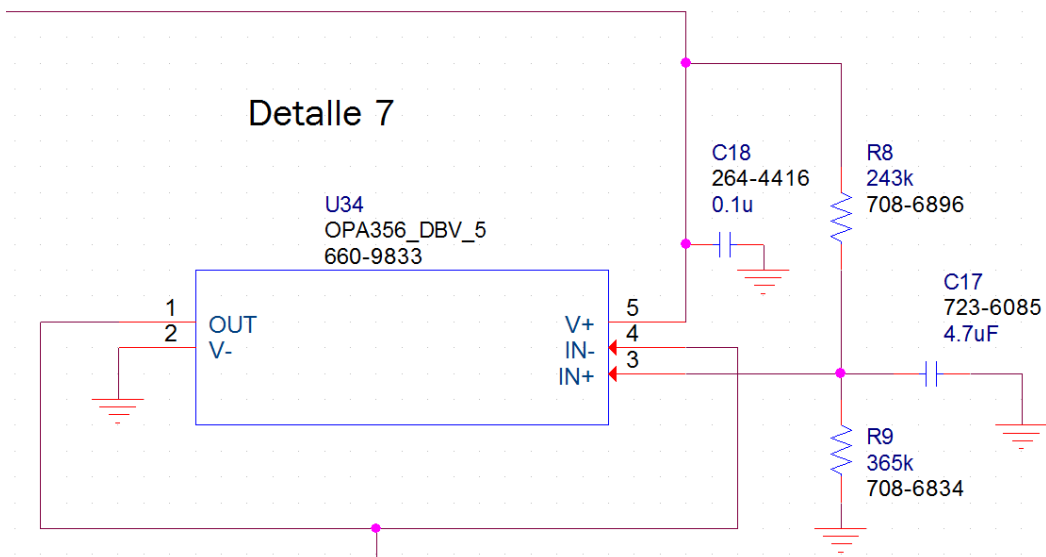 Detalle 7
C18
264-4416
0.1u
R8
243k
708-6896
U34
OPA356_DBV_5
660-9833
C17
723-6085
4.7uF
1
OUT
2
V-
V+
5
IN-
4
IN+
3
R9
365k
708-6834